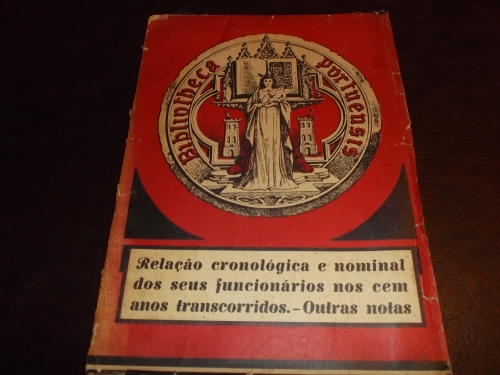 Bibliotheca
Portuensis
Relação cronológica e nominal
dos seus funcionários nos cem
anos transcorridos.-Outras notas